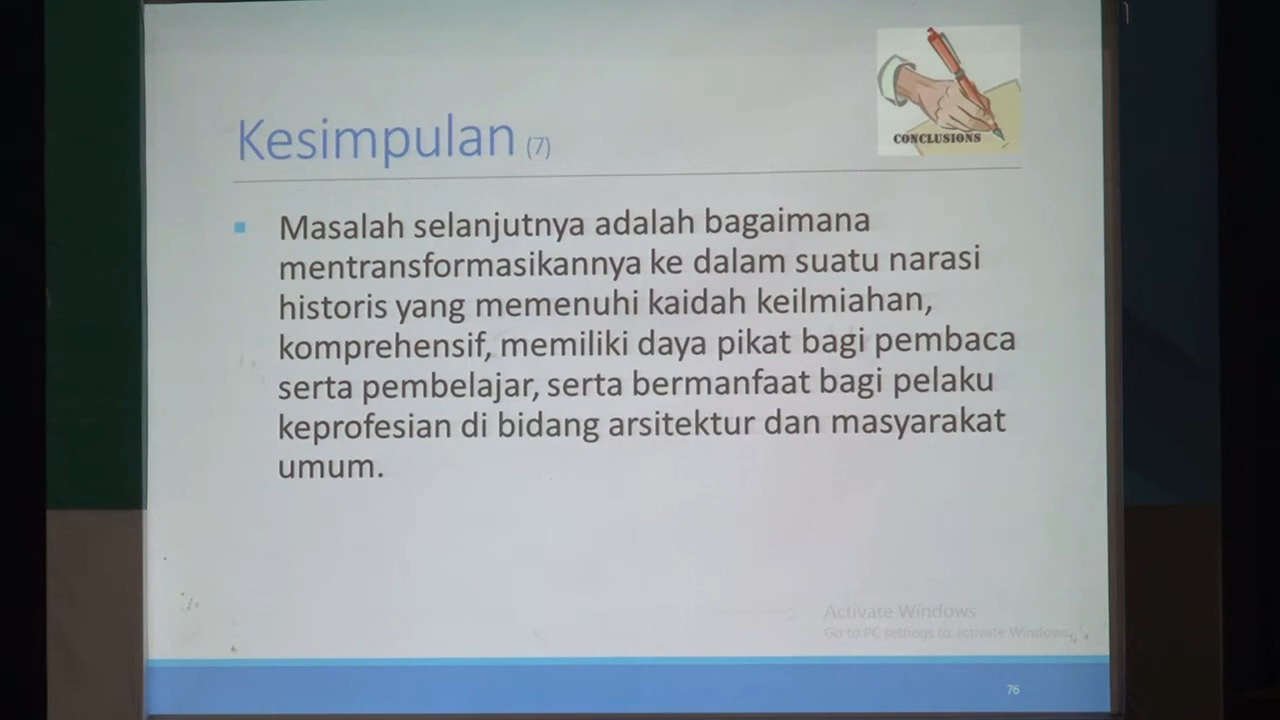 CONCLUSIONS
Kesimpulan (7)
Masalah selanjutnya adalah bagaimana
mentransformasikannya ke dalam suatu narasi
historis yang memenuhi kaidah keilmiahan,
komprehensif, memiliki daya pikat bagi pembaca
serta pembelajar, serta bermanfaat bagi pelaku
keprofesian di bidang arsitektur dan masyarakat
umum.
Activate Windows
Go to PC settings to activate Windows.
76